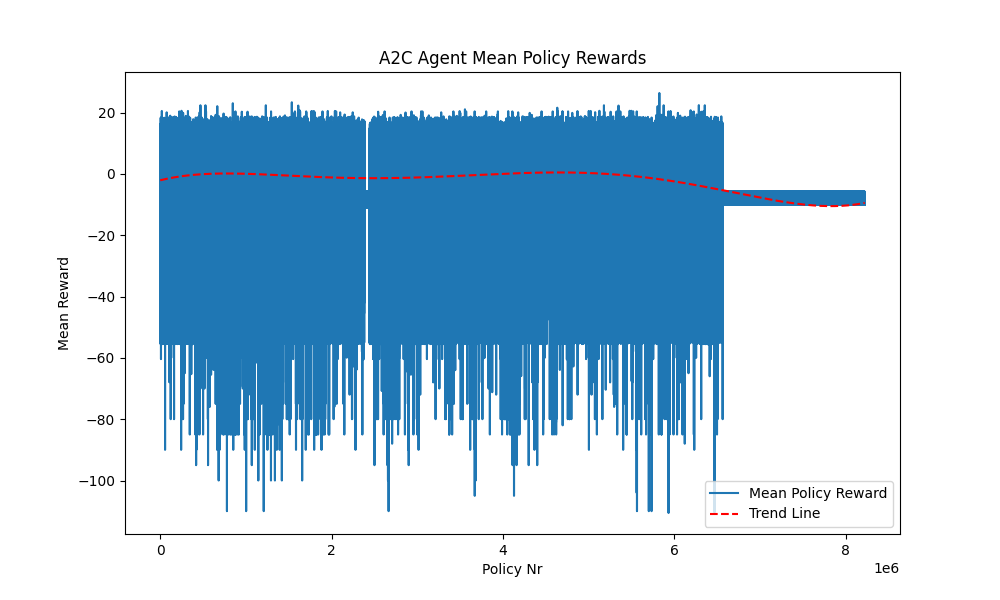 A2C Agent Mean Policy Rewards
Mean Reward
20
0
−20
−40
−60
−80
−100
0
2
4
6
8
1e6
Policy Nr
Mean Policy Reward
Trend Line